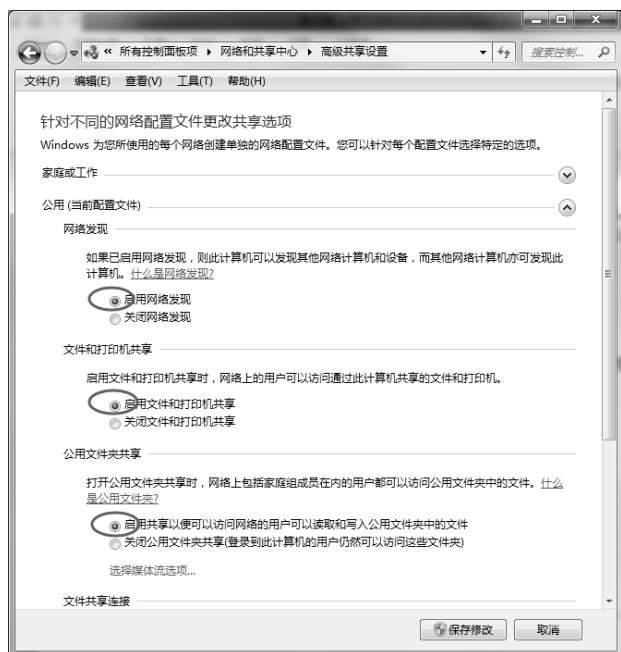 « 所有控制面板项 ▸ 网络和共享中心 ▸ 高级共享设置
搜索控制...
文件(F) 编辑(E) 查看(V) 工具(T) 帮助(H)
针对不同的网络配置文件更改共享选项
Windows 为您所使用的每个网络创建单独的网络配置文件。您可以针对每个配置文件选择特定的选项。
家庭或工作
公用 (当前配置文件)
网络发现
如果已启用网络发现，则此计算机可以发现其他网络计算机和设备，而其他网络计算机亦可发现此
计算机。什么是网络发现?
启用网络发现
关闭网络发现
文件和打印机共享
启用文件和打印机共享时，网络上的用户可以访问通过此计算机共享的文件和打印机。
启用文件和打印机共享
关闭文件和打印机共享
公用文件夹共享
打开公用文件夹共享时，网络上包括家庭组成员在内的用户都可以访问公用文件夹中的文件。什么
是公用文件夹?
启用共享以便可以访问网络的用户可以读取和写入公用文件夹中的文件
关闭公用文件夹共享(登录到此计算机的用户仍然可以访问这些文件夹)
选择媒体流选项...
文件共享连接
保存修改 取消